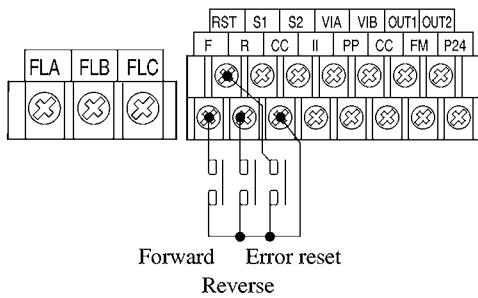 RST S1 S2 VIA VIB OUT1 OUT2
F R CC II PP CC FM P24
FLA FLB FLC
Forward Error reset
Reverse